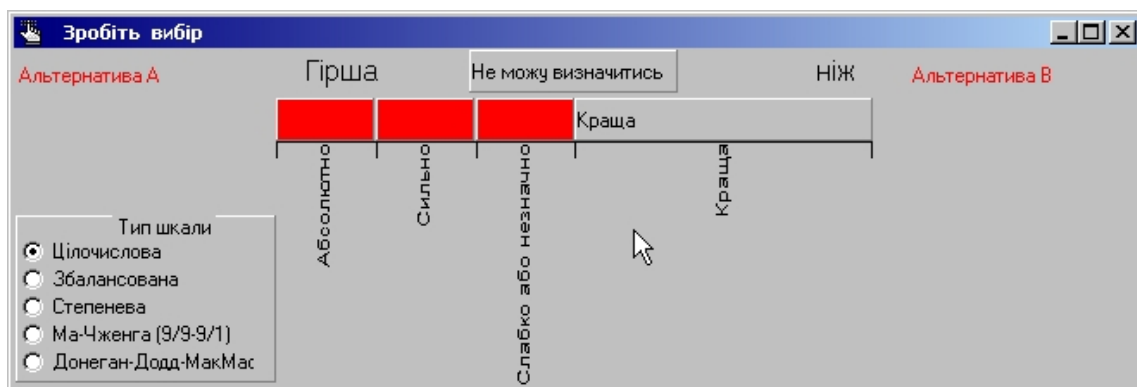 Зробіть вибір
Альтернатива А
Гірша
Не можу визначитись
ніж
Альтернатива В
Краща
Абсолютно
Сильно
Слабко або незначно
Краща
Тип шкали
Цілочислова
Збалансована
Степенева
Ма-Чженга (9/9-9/1)
Донеган-Додд-МакМас